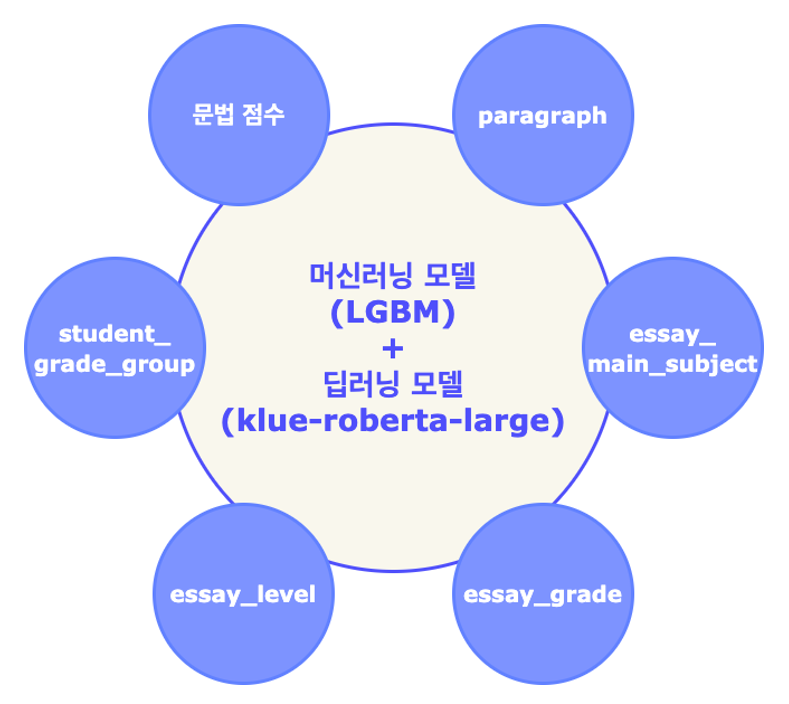 문법 점수
paragraph
머신러닝 모델
(LGBM)
+
딥러닝 모델
(klue-roberta-large)
student_
grade_group
essay_
main_subject
essay_level
essay_grade